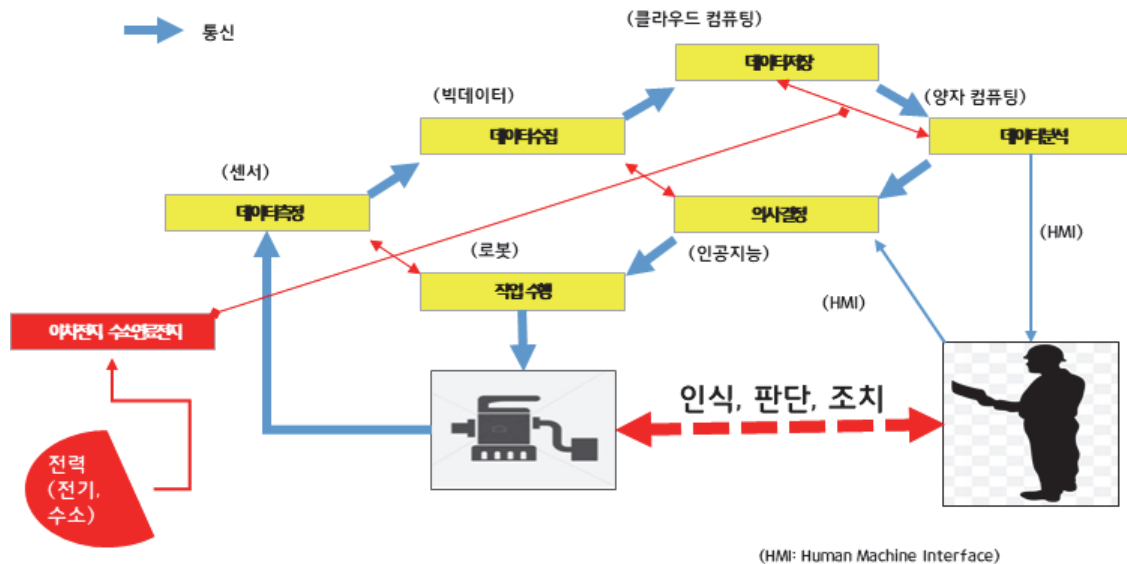 통신
(클라우드 컴퓨팅)
데이터저장
(빅데이터)
(양자 컴퓨팅)
데이터수집
데이터분석
(센서)
데이터측정
의사결정
(HMI)
(로봇)
(인공지능)
작업 수행
(HMI)
이차전지 수소연료전지
인식, 판단, 조치
전력
(전기,
수소)
(HMI: Human Machine Interface)